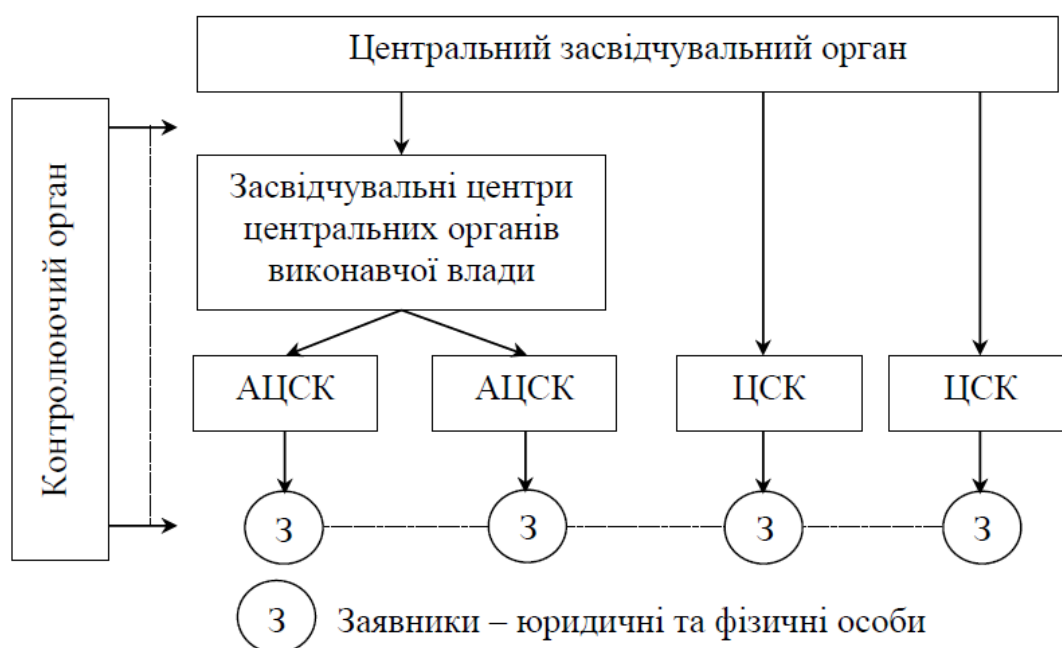 Центральний засвідчувальний орган
Контролюючий орган
Засвідчувальні центри
центральних органів
виконавчої влади
АЦСК
АЦСК
ЦСК
ЦСК
З
З
З
З
З
Заявники – юридичні та фізичні особи